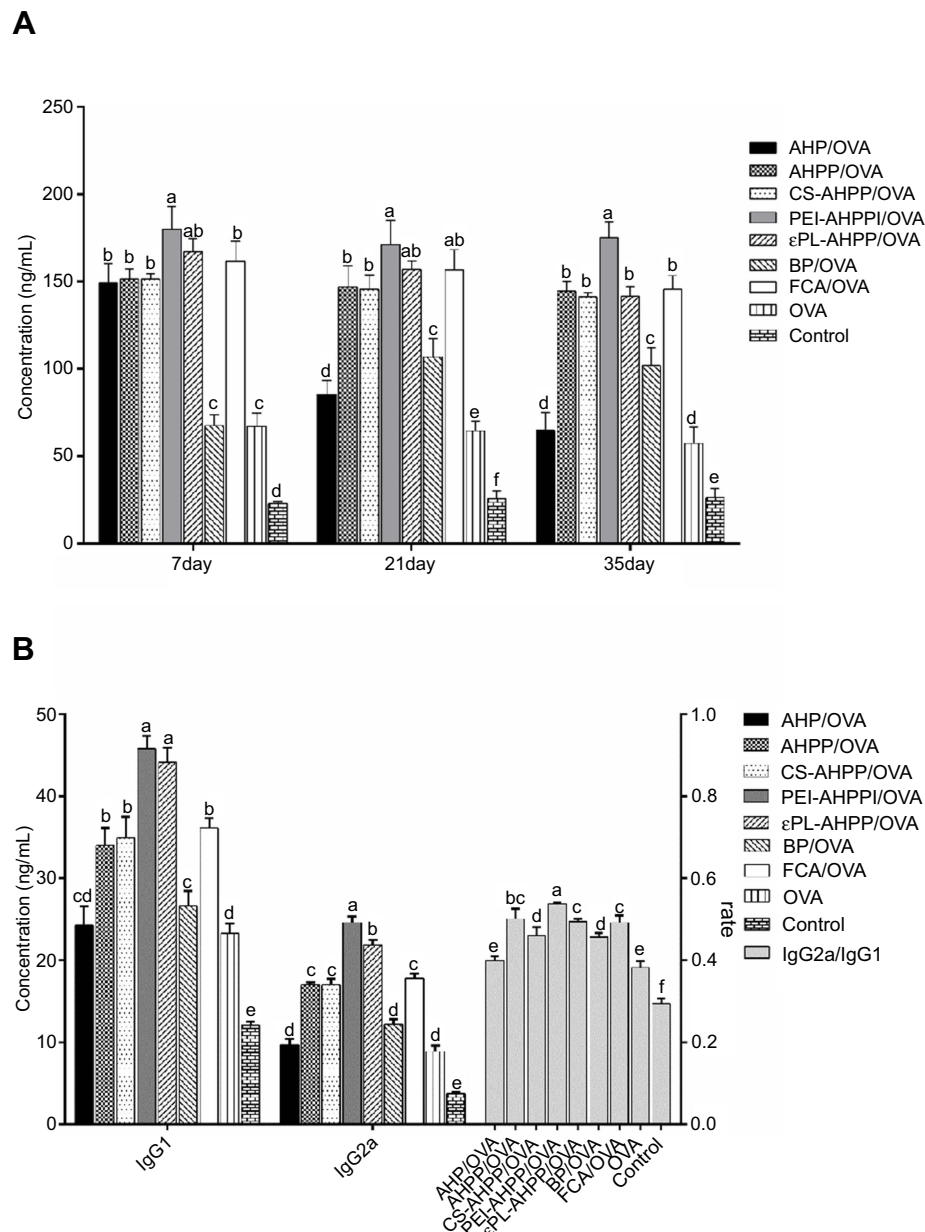 A
250
200
150
100
50
0
Concentration (ng/mL)
b b b a ab c b c d
d b b a ab c ab e f
d b b a b c b d e
7day 21day 35day
AHP/OVA
AHPP/OVA
CS-AHPP/OVA
PEI-AHPPI/OVA
εPL-AHPP/OVA
BP/OVA
FCA/OVA
OVA
Control
B
50
40
30
20
10
0
Concentration (ng/mL)
cd b b a a c b d e
d c c a b d c d e
e bc d a c d c e f
1.0
0.8
0.6
0.4
0.2
0.0
rate
IgG1 IgG2a
AHP/OVA
AHPP/OVA
CS-AHPP/OVA
PEI-AHPP/OVA
εPL-AHPP/OVA
BP/OVA
FCA/OVA
OVA
Control
AHP/OVA
AHPP/OVA
CS-AHPP/OVA
PEI-AHPPI/OVA
εPL-AHPP/OVA
BP/OVA
FCA/OVA
OVA
Control
IgG2a/IgG1